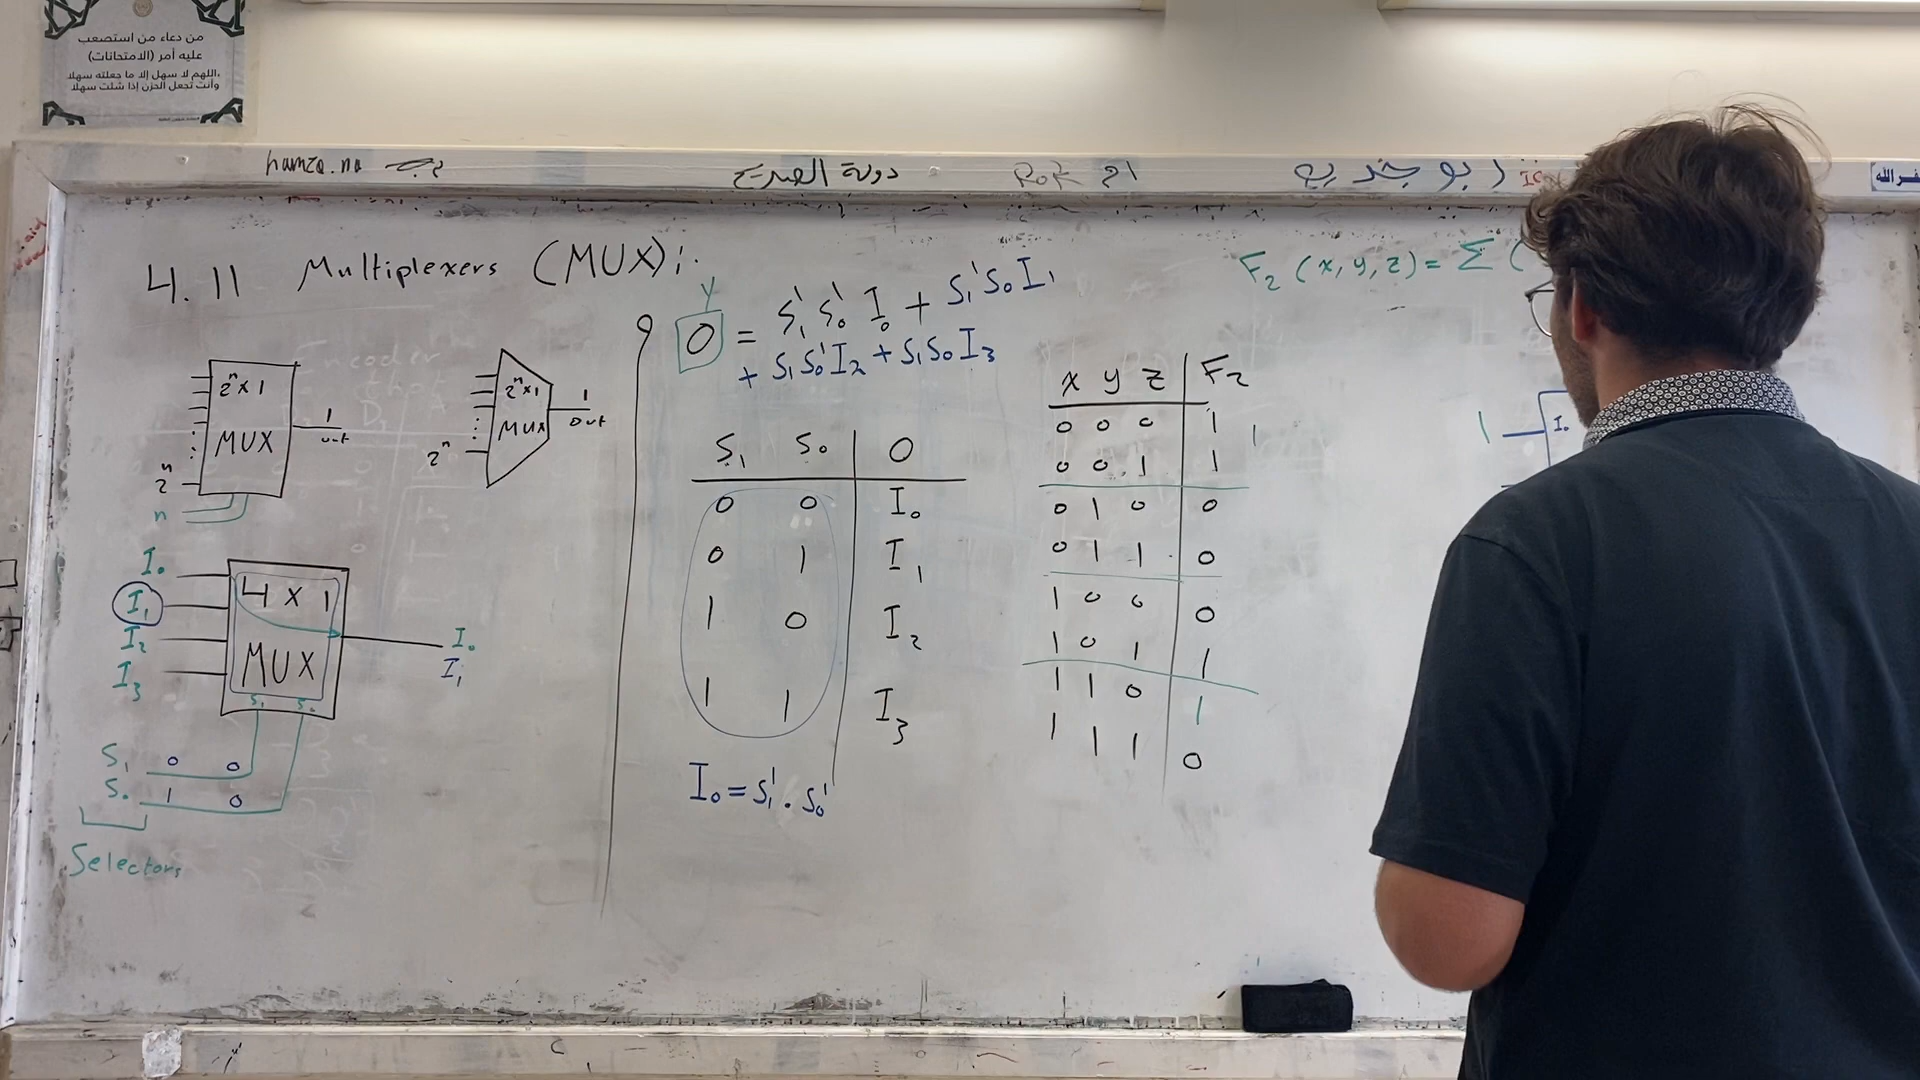 من دعاء من استصعب
عليه أمر (الامتحانات)
اللهم لا سهل إلا ما جعلته سهلا،
وأنت تجعل الحزن إذا شئت سهلا
hamza.na
دولة
4.11 Multiplexers (MUX):
Y
O = S₁'S₀'I₀ + S₁'S₀I₁
+ S₁S₀'I₂ + S₁S₀I₃
F₂ (x, y, z) = Σ (
2ⁿx1
MUX
1
out
2ⁿ
n
2ⁿx1
MUX
1
Out
2ⁿ
I₀
I₁
I₂
I₃
4x1
MUX
S₁ S₀
I₀
I₁
S₁ 0 0
S₀ 1 0
Selectors
S₁ S₀ O
0 0 I₀
0 1 I₁
1 0 I₂
1 1 I₃
I₀ = S₁' . S₀'
x y z F₂
0 0 0 1
0 0 1 1
0 1 0 0
0 1 1 0
1 0 0 0
1 0 1 1
1 1 0 1
1 1 1 0
1
1 I₀